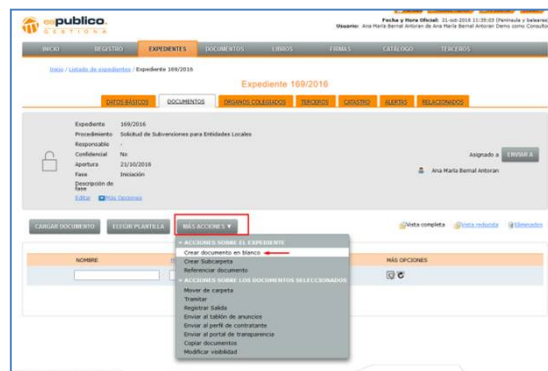 espublico.
GESTIONA
Fecha y Hora Oficial: 21-oct-2016 11:35:03 (Península y baleares)
Usuario: Ana María Bernal Antoran de Ana María Bernal Antoran Demo como Consulto
INICIO REGISTRO EXPEDIENTES DOCUMENTOS LIBROS FIRMAS CATÁLOGO TERCEROS
Inicio / Listado de expedientes / Expediente 169/2016
Expediente 169/2016
DATOS BÁSICOS DOCUMENTOS ÓRGANOS COLEGIADOS TERCEROS CATASTRO ALERTAS RELACIONADOS
Expediente 169/2016
Procedimiento Solicitud de Subvenciones para Entidades Locales
Responsable -
Confidencial No
Apertura 21/10/2016
Fase Iniciación
Descripción de fase
Editar Más Opciones
Asignado a ENVIAR A
Ana María Bernal Antoran
CARGAR DOCUMENTO ELEGIR PLANTILLA MÁS ACCIONES ▼
Vista completa Vista reducida Eliminados
» ACCIONES SOBRE EL EXPEDIENTE
Crear documento en blanco
Crear Subcarpeta
Referenciar documento
» ACCIONES SOBRE LOS DOCUMENTOS SELECCIONADOS
Mover de carpeta
Tramitar
Registrar Salida
Enviar al tablón de anuncios
Enviar al perfil de contratante
Enviar al portal de transparencia
Copiar documentos
Modificar visibilidad
NOMBRE MÁS OPCIONES